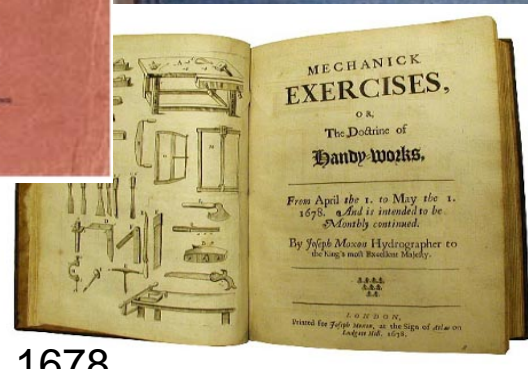 MECHANICK
EXERCISES,
OR,
The Doctrine of
Handy-works.
From April the 1. to May the 1.
1678. And is intended to be
Monthly continued.
By Joseph Moxon Hydrographer to
the King's most Excellent Majesty.
LONDON,
Printed for Joseph Moxon, at the Sign of Atlas on
Ludgate Hill. 1678.
1678